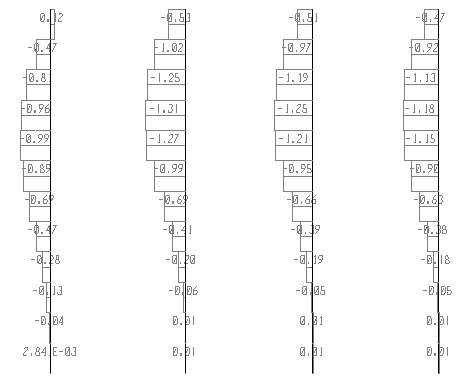 0.12 -0.53 -0.51 -0.47
-0.47 -1.02 -0.97 -0.92
-0.81 -1.25 -1.19 -1.13
-0.96 -1.31 -1.25 -1.18
-0.99 -1.27 -1.21 -1.15
-0.89 -0.99 -0.95 -0.90
-0.69 -0.69 -0.66 -0.63
-0.47 -0.41 -0.39 -0.38
-0.28 -0.20 -0.19 -0.18
-0.13 -0.06 -0.05 -0.05
-0.04 0.01 0.01 0.01
2.84E-03 0.01 0.01 0.01